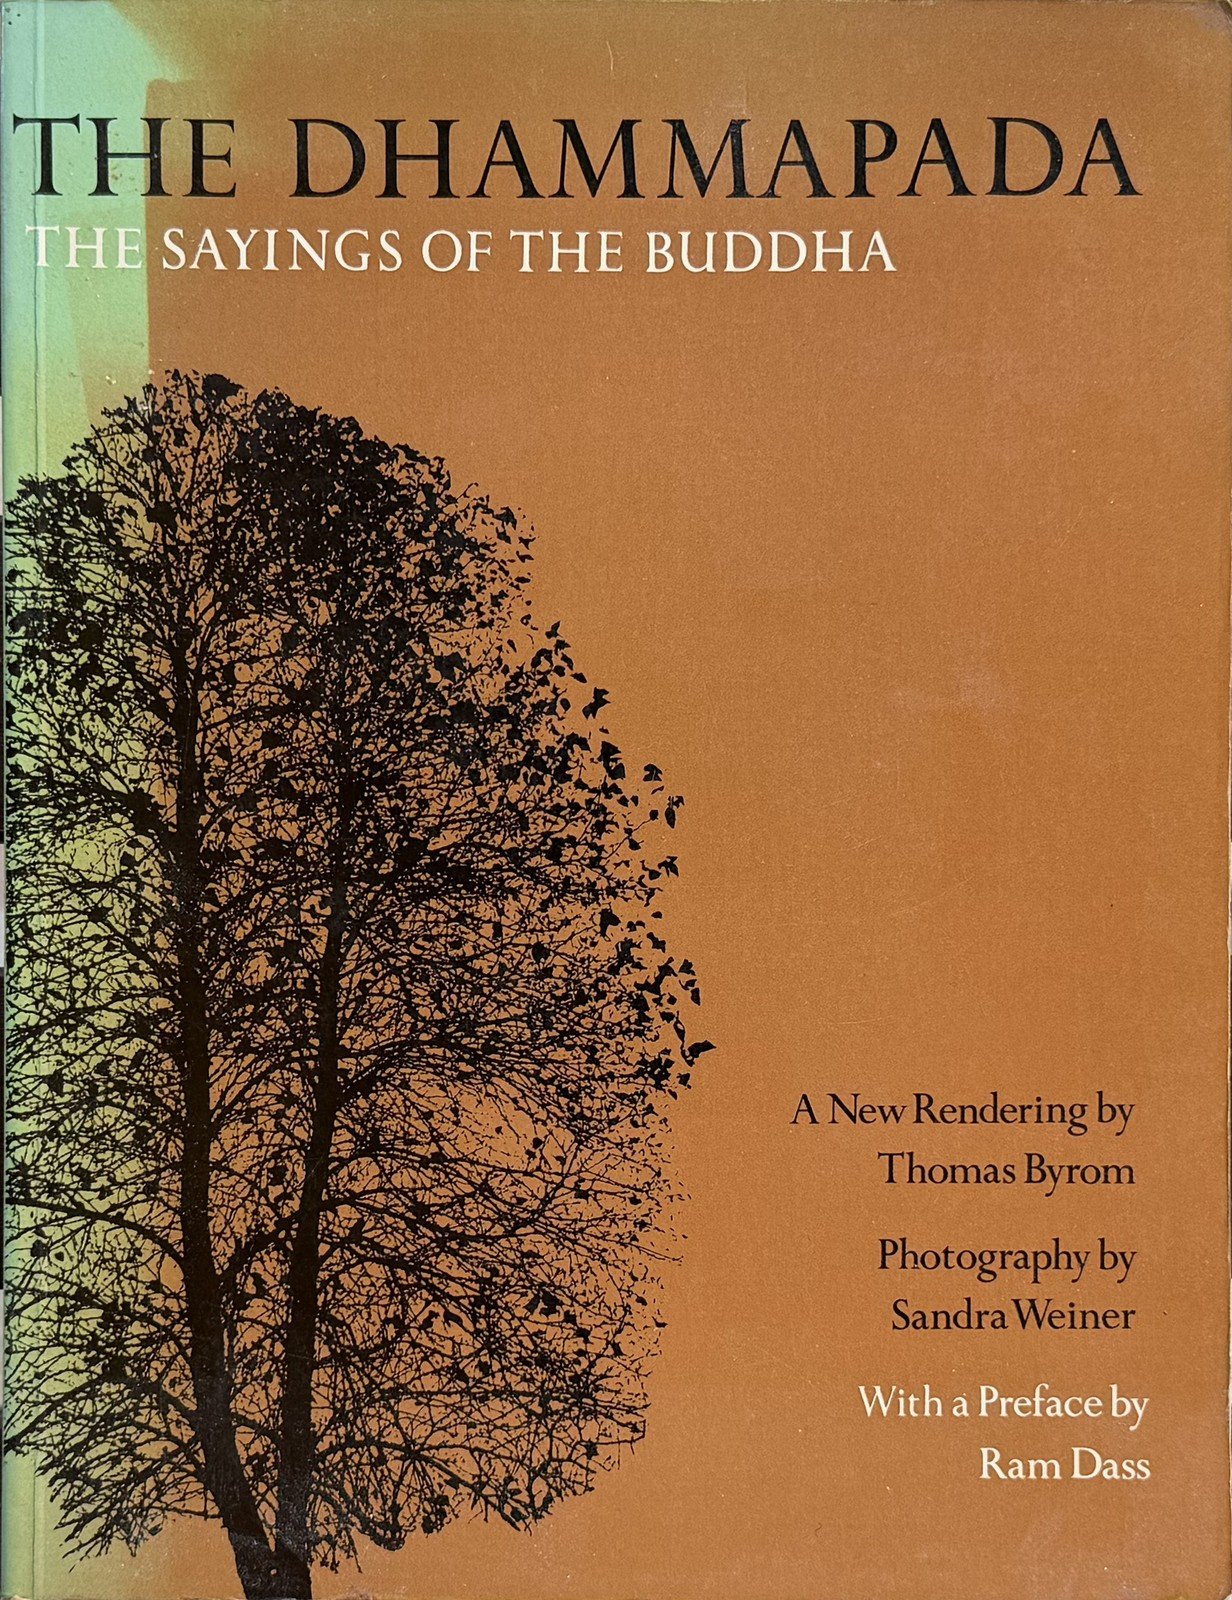 THE DHAMMAPADA
THE SAYINGS OF THE BUDDHA
A New Rendering by
Thomas Byrom
Photography by
Sandra Weiner
With a Preface by
Ram Dass